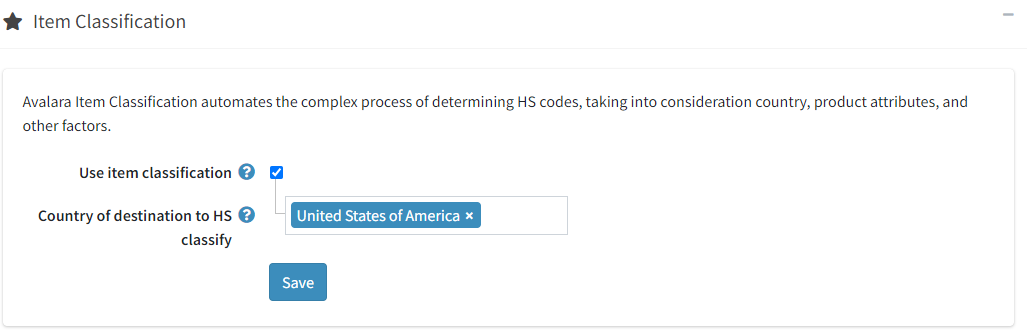 Item Classification
Avalara Item Classification automates the complex process of determining HS codes, taking into consideration country, product attributes, and
other factors.
Use item classification ?
Country of destination to HS ?
classify
United States of America ×
Save